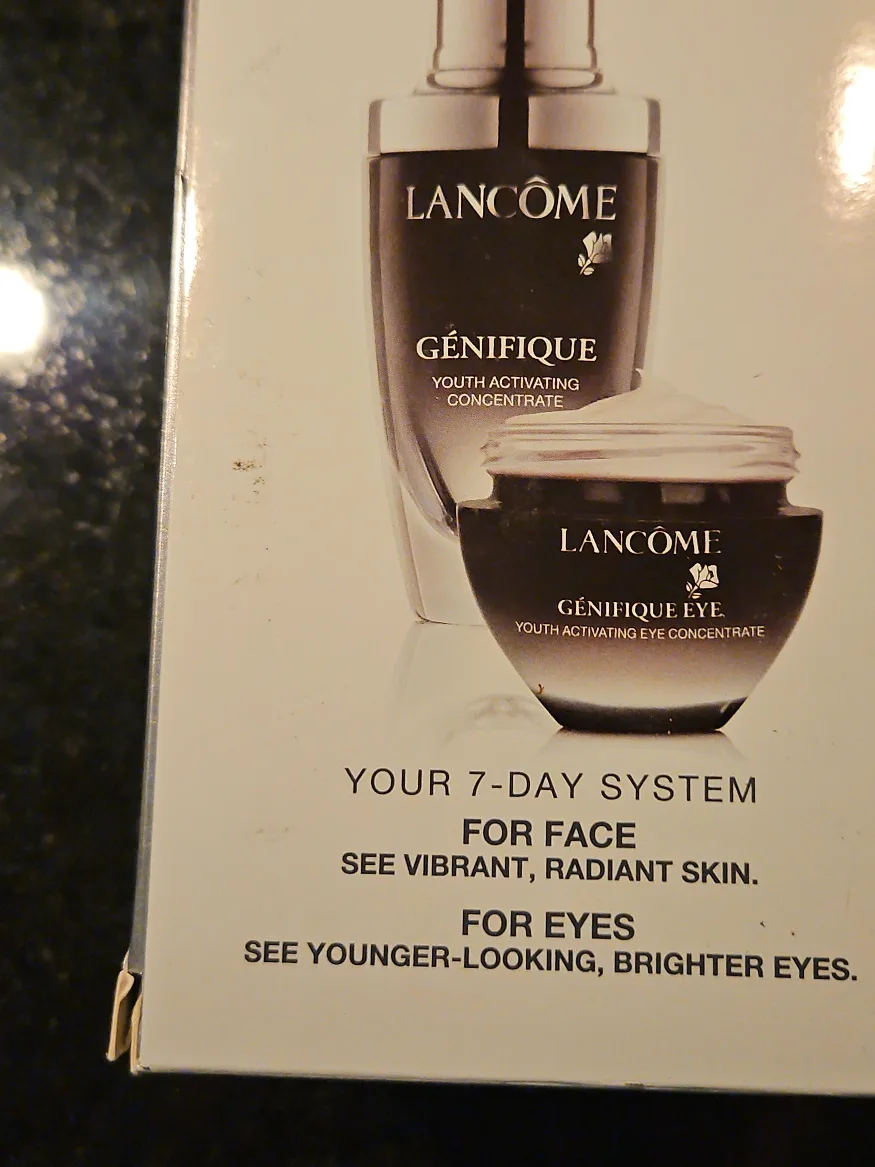 LANCÔME
GÉNIFIQUE
YOUTH ACTIVATING
CONCENTRATE
LANCÔME
GÉNIFIQUE EYE
YOUTH ACTIVATING EYE CONCENTRATE
YOUR 7-DAY SYSTEM
FOR FACE
SEE VIBRANT, RADIANT SKIN.
FOR EYES
SEE YOUNGER-LOOKING, BRIGHTER EYES.